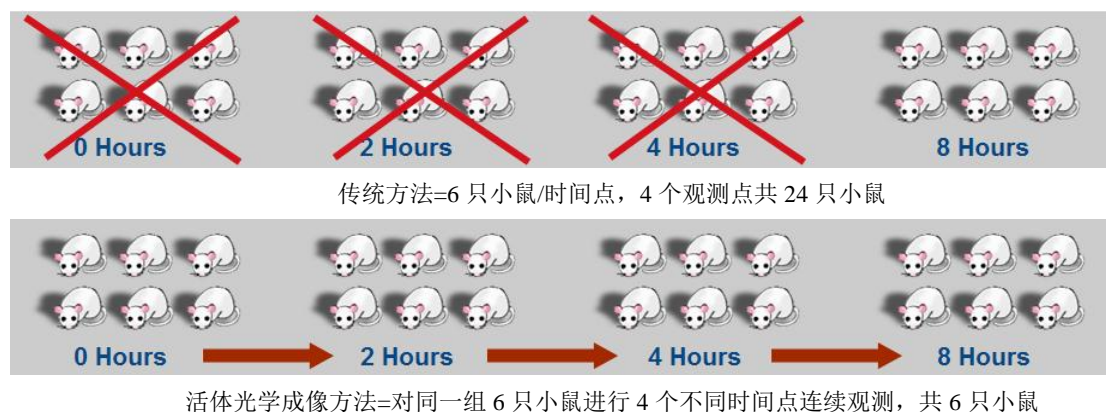 0 Hours 2 Hours 4 Hours 8 Hours
传统方法=6 只小鼠/时间点，4 个观测点共 24 只小鼠
0 Hours 2 Hours 4 Hours 8 Hours
活体光学成像方法=对同一组 6 只小鼠进行 4 个不同时间点连续观测，共 6 只小鼠